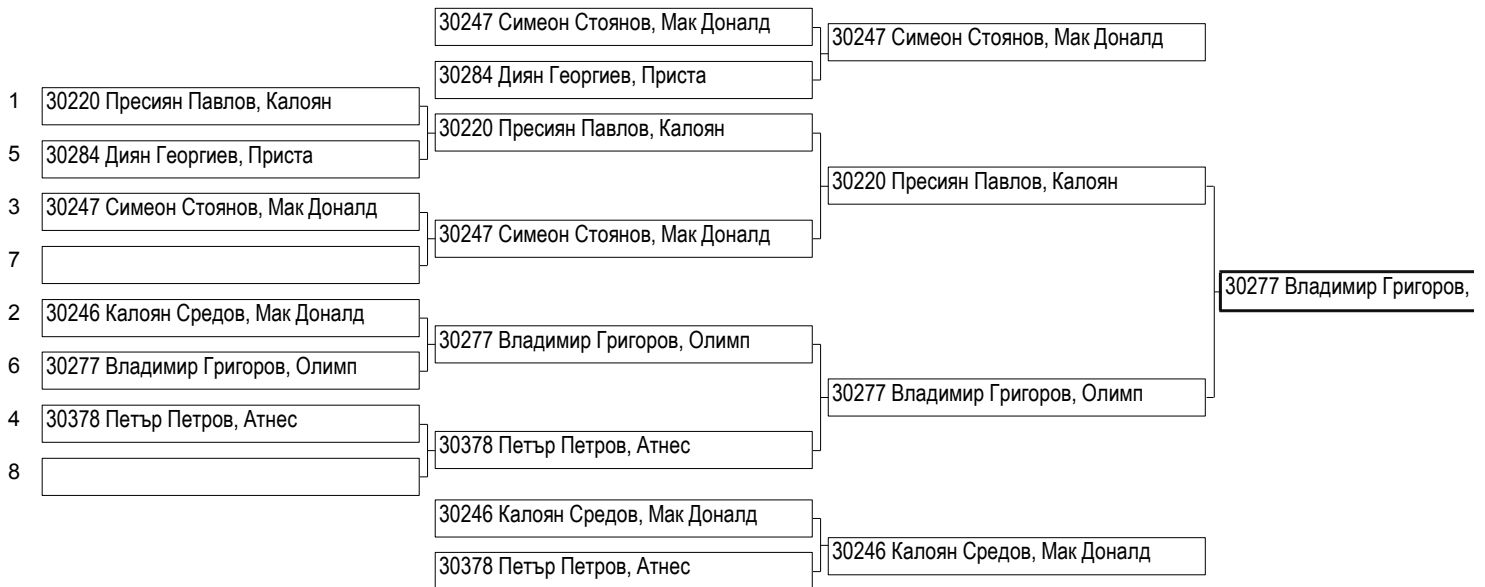 30247 Симеон Стоянов, Мак Доналд
30247 Симеон Стоянов, Мак Доналд
30284 Диян Георгиев, Приста
1 30220 Пресиян Павлов, Калоян
30220 Пресиян Павлов, Калоян
5 30284 Диян Георгиев, Приста
30220 Пресиян Павлов, Калоян
3 30247 Симеон Стоянов, Мак Доналд
30247 Симеон Стоянов, Мак Доналд
7
30277 Владимир Григоров,
2 30246 Калоян Средов, Мак Доналд
30277 Владимир Григоров, Олимп
6 30277 Владимир Григоров, Олимп
30277 Владимир Григоров, Олимп
4 30378 Петър Петров, Атнес
30378 Петър Петров, Атнес
8
30246 Калоян Средов, Мак Доналд
30246 Калоян Средов, Мак Доналд
30378 Петър Петров, Атнес